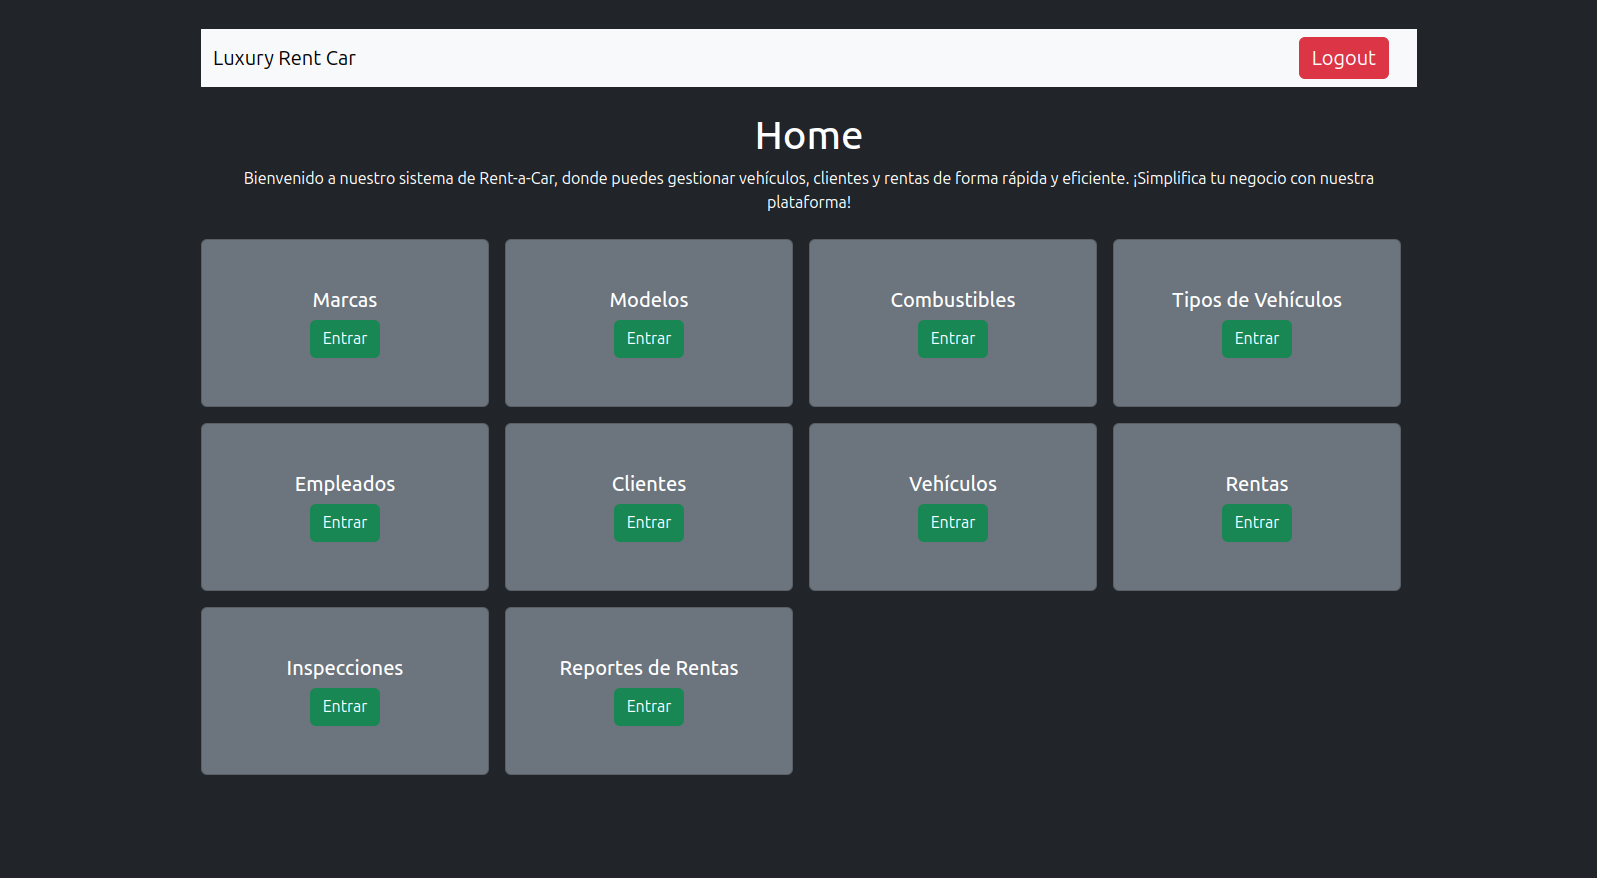 Luxury Rent Car
Logout
Home
Bienvenido a nuestro sistema de Rent-a-Car, donde puedes gestionar vehículos, clientes y rentas de forma rápida y eficiente. ¡Simplifica tu negocio con nuestra
plataforma!
Marcas
Entrar
Modelos
Entrar
Combustibles
Entrar
Tipos de Vehículos
Entrar
Empleados
Entrar
Clientes
Entrar
Vehículos
Entrar
Rentas
Entrar
Inspecciones
Entrar
Reportes de Rentas
Entrar